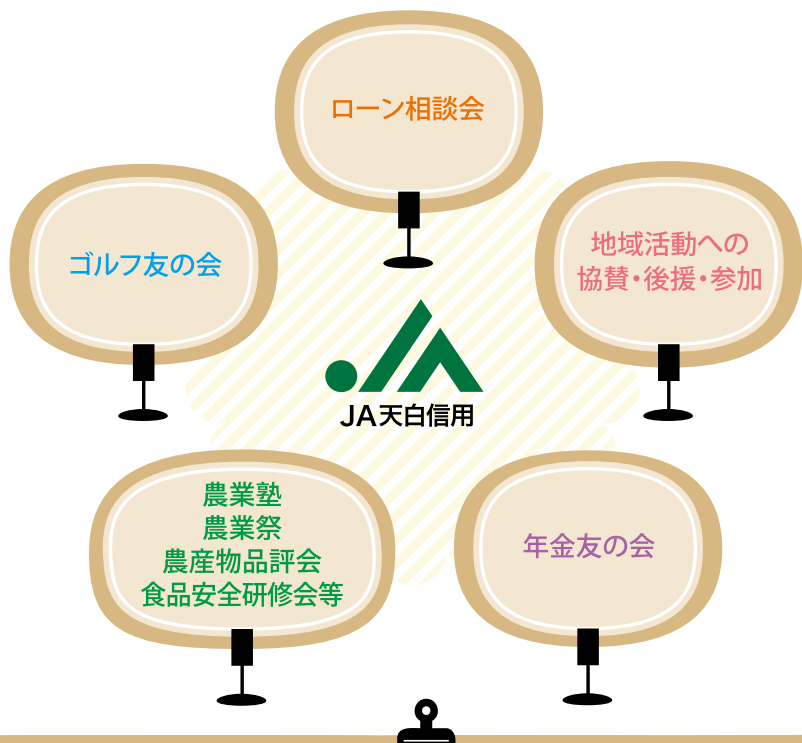 ローン相談会
ゴルフ友の会
地域活動への
協賛・後援・参加
JA天白信用
農業塾
農業祭
農産物品評会
食品安全研修会等
年金友の会